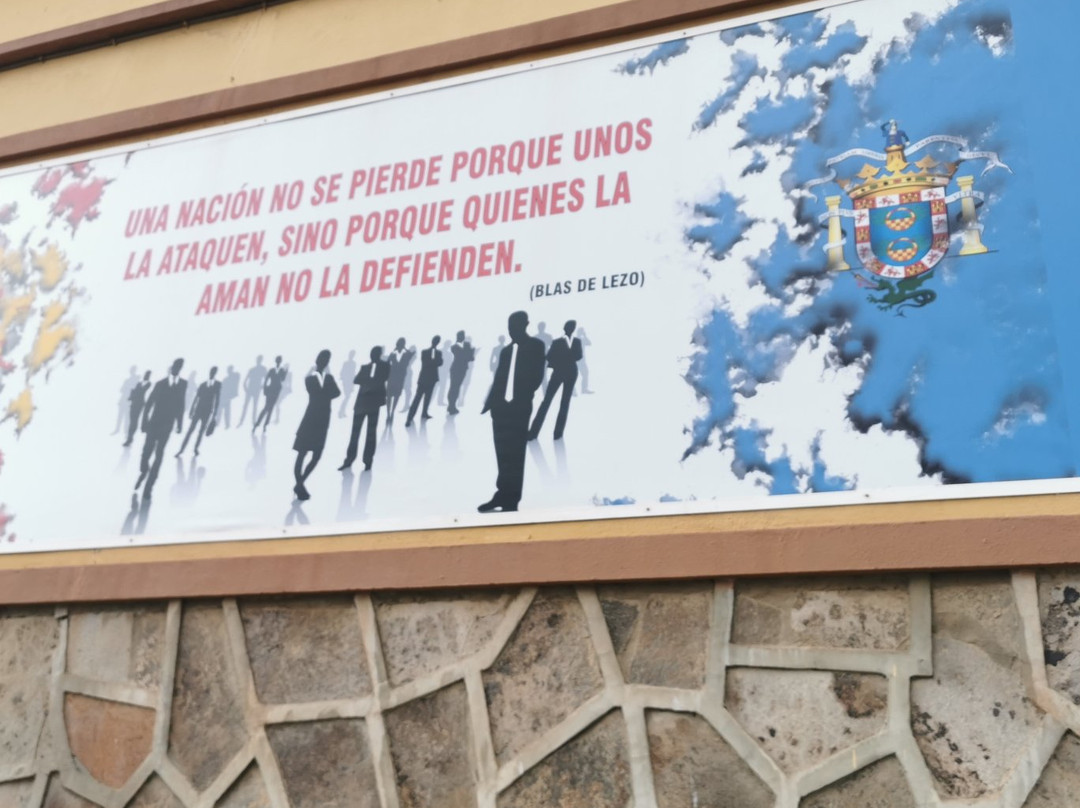 UNA NACIÓN NO SE PIERDE PORQUE UNOS
LA ATAQUEN, SINO PORQUE QUIENES LA
AMAN NO LA DEFIENDEN.
(BLAS DE LEZO)